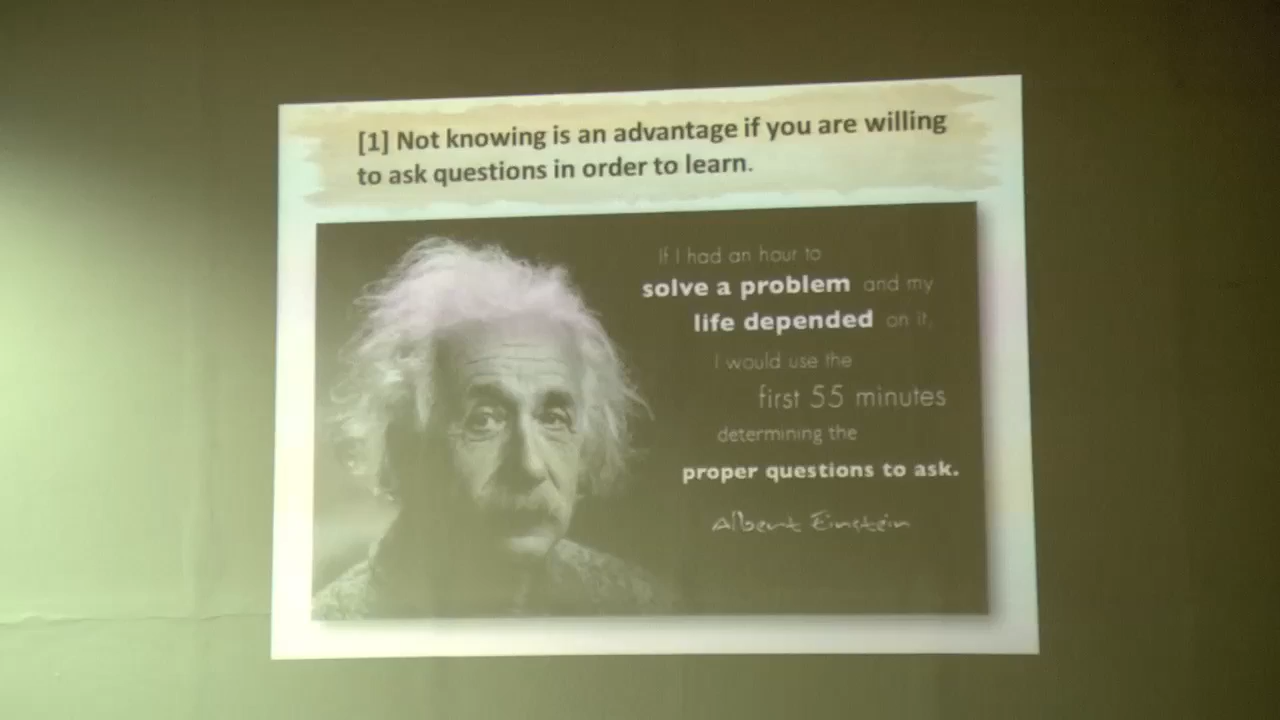 [1] Not knowing is an advantage if you are willing
to ask questions in order to learn.
If I had an hour to
solve a problem and my
life depended on it,
I would use the
first 55 minutes
determining the
proper questions to ask.
Albert Einstein